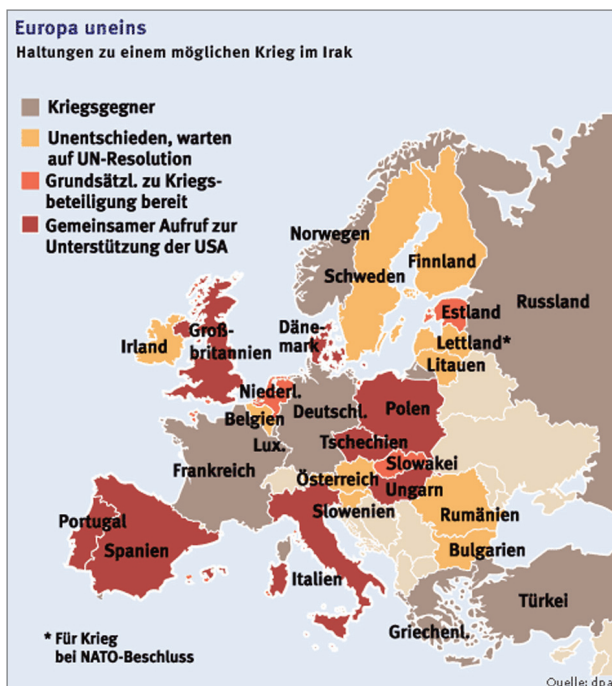 Europa uneins
Haltungen zu einem möglichen Krieg im Irak
Kriegsgegner
Unentschieden, warten
auf UN-Resolution
Grundsätzl. zu Kriegs-
beteiligung bereit
Gemeinsamer Aufruf zur
Unterstützung der USA
Norwegen
Schweden
Finnland
Russland
Estland
Lettland*
Litauen
Irland
Groß-
britannien
Däne-
mark
Niederl.
Belgien
Lux.
Deutschl.
Polen
Tschechien
Slowakei
Frankreich
Österreich
Ungarn
Slowenien
Rumänien
Bulgarien
Portugal
Spanien
Italien
Griechenl.
Türkei
* Für Krieg
bei NATO-Beschluss
Quelle: dpa